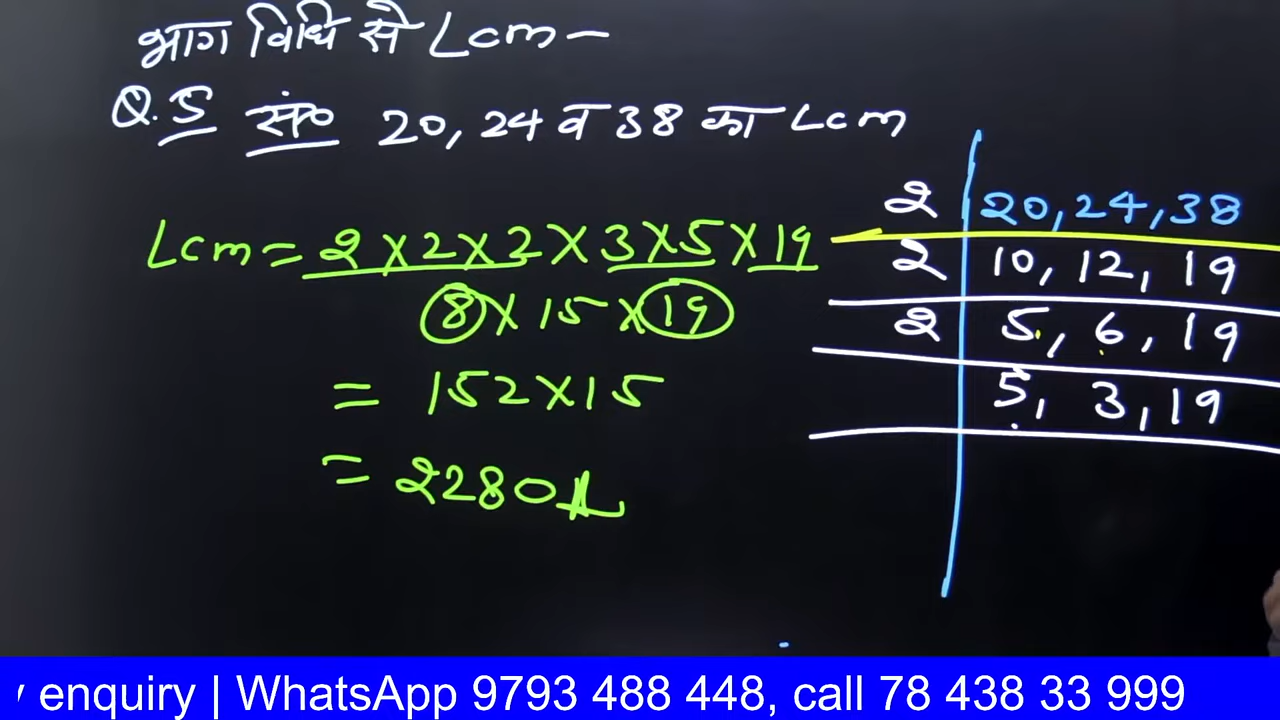 भाग विधि से Lcm -
Q.5 सं० 20, 24 व 38 का Lcm
Lcm = 2 × 2 × 2 × 3 × 5 × 19
8 × 15 × 19
= 152 × 15
= 2280
2 | 20, 24, 38
2 | 10, 12, 19
2 | 5, 6, 19
5, 3, 19
enquiry | WhatsApp 9793 488 448, call 78 438 33 999